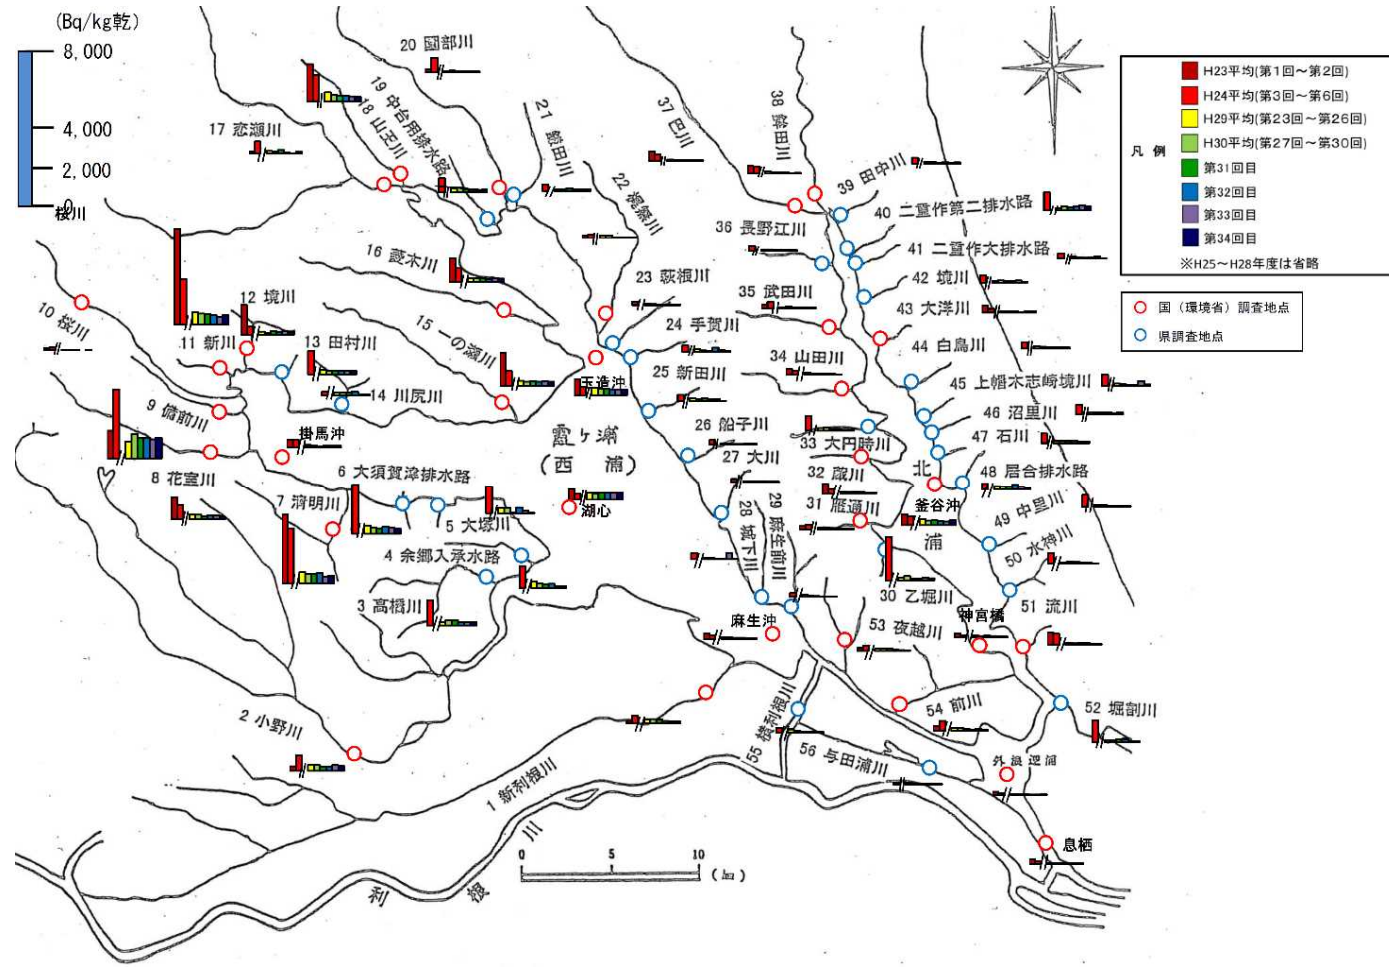 (Bq/kg乾)
8,000
4,000
2,000
0
桜川
H23平均(第1回～第2回)
H24平均(第3回～第6回)
H29平均(第23回～第26回)
H30平均(第27回～第30回)
凡 例
第31回目
第32回目
第33回目
第34回目
※H25～H28年度は省略
国（環境省）調査地点
県調査地点
20 園部川
19 中台用排水路
18 山王川
17 恋瀬川
21 鎌田川
22 梶無川
37 巴川
38 鉾田川
39 田中川
40 二重作第二排水路
36 長野江川
41 二重作大排水路
16 菱木川
23 荻根川
42 境川
35 武田川
43 大洋川
10 桜川
12 境川
11 新川
13 田村川
15 一の瀬川
24 手賀川
44 白鳥川
34 山田川
14 川尻川
玉造沖
25 新田川
45 上幡木志崎境川
9 備前川
掛馬沖
霞ヶ浦
(西 浦)
26 船子川
46 沼里川
33 大円時川
47 石川
27 大川
8 花室川
6 大須賀津排水路
32 蔵川
北
48 居合排水路
7 清明川
5 大塚川
湖心
28 城下川
29 麻生前川
31 雁通川
釜谷沖
49 中里川
浦
4 余郷入承水路
50 水神川
3 高橋川
30 乙堀川
51 流川
神宮橋
麻生沖
53 夜越川
2 小野川
54 前川
52 堀割川
55 横利根川
56 与田浦川
外浪逆浦
1 新利根川
息栖
利 根 川
0 5 10